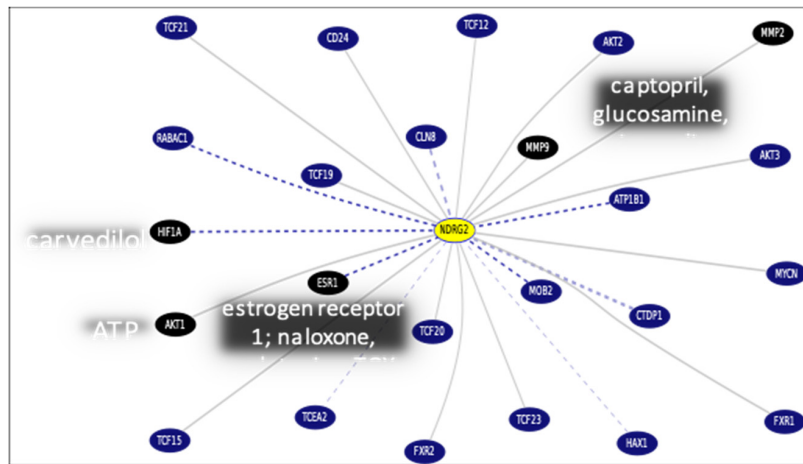 TCF21
CD24
TCF12
AKT2
MMP2
captopril,
glucosamine,
RABAC1
CLN8
MMP9
AKT3
TCF19
ATP1B1
carvedilol
HIF1A
NDRG2
ESR1
MOB2
MYCN
estrogen receptor
1; naloxone,
ATP
AKT1
TCF20
CTDP1
TCEA2
TCF23
TCF15
FXR2
HAX1
FXR1